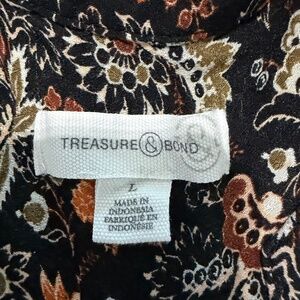 TREASURE & BOND
L
MADE IN
INDONESIA
FABRIQUÉ EN
INDONÉSIE